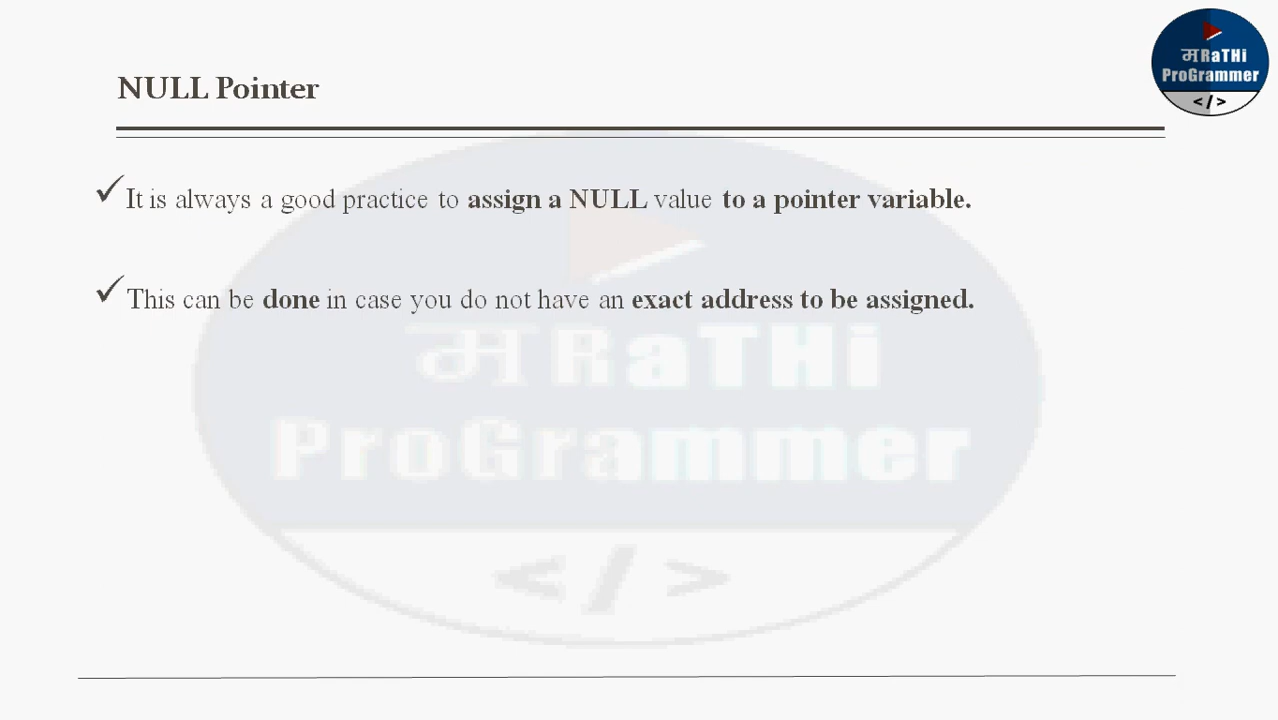 मRaTHi
ProGrammer
</>
NULL Pointer
✓It is always a good practice to assign a NULL value to a pointer variable.
✓This can be done in case you do not have an exact address to be assigned.
मRaTHi
ProGrammer
</>